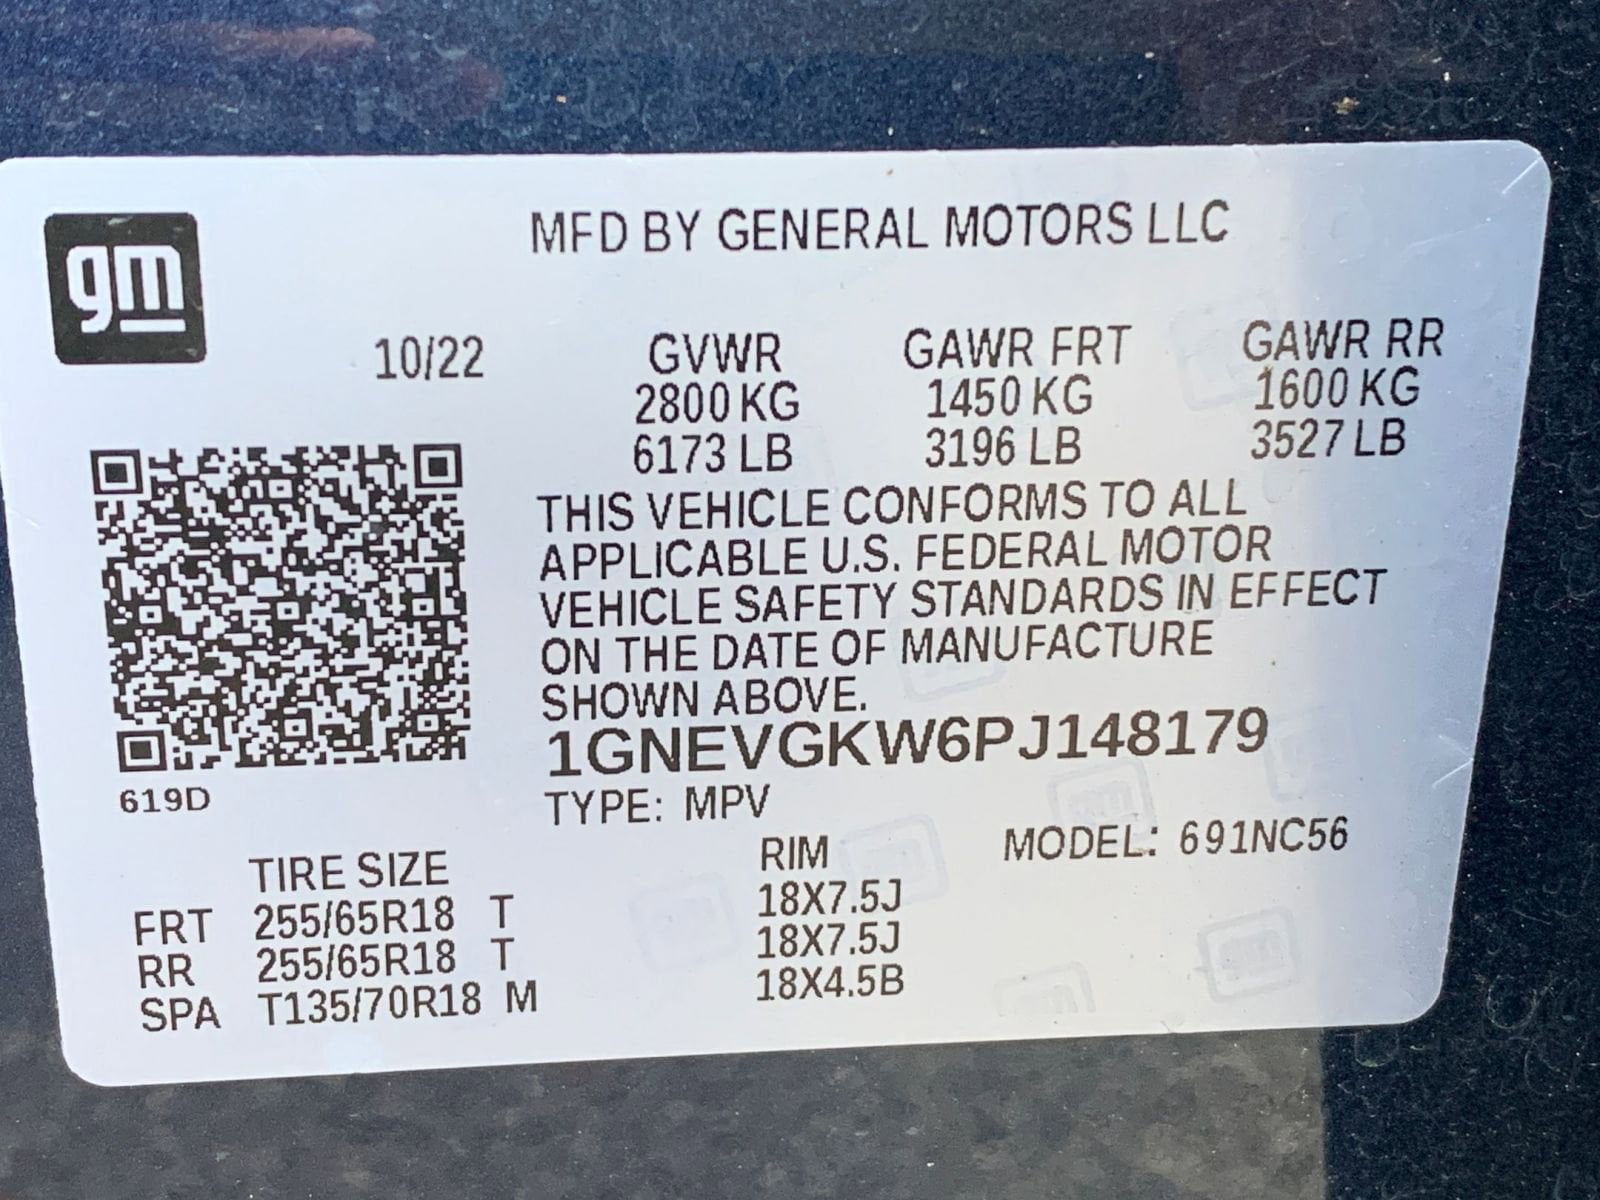 gm
MFD BY GENERAL MOTORS LLC
10/22 GVWR GAWR FRT GAWR RR
2800 KG 1450 KG 1600 KG
6173 LB 3196 LB 3527 LB
THIS VEHICLE CONFORMS TO ALL
APPLICABLE U.S. FEDERAL MOTOR
VEHICLE SAFETY STANDARDS IN EFFECT
ON THE DATE OF MANUFACTURE
SHOWN ABOVE.
1GNEVGKW6PJ148179
619D
TYPE: MPV
MODEL: 691NC56
TIRE SIZE RIM
FRT 255/65R18 T 18X7.5J
RR 255/65R18 T 18X7.5J
SPA T135/70R18 M 18X4.5B